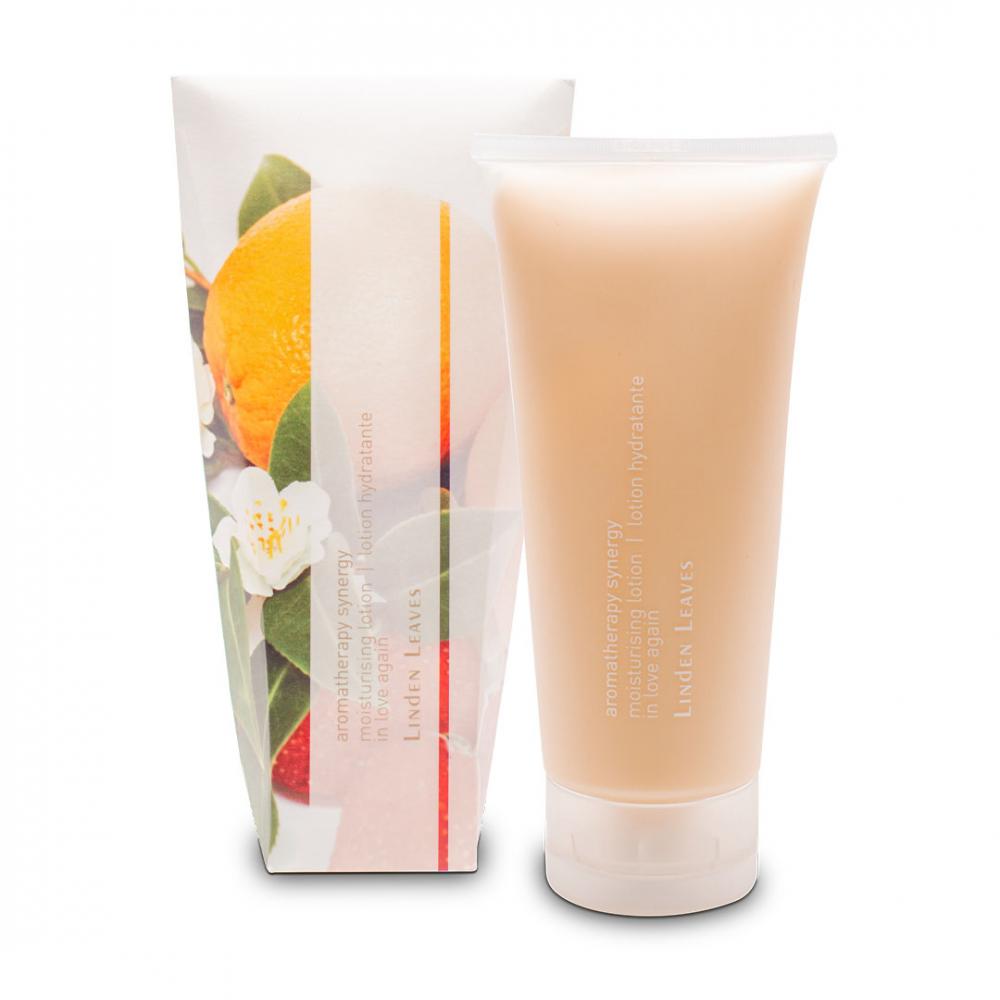 aromatherapy synergy
moisturising lotion | lotion hydratante
in love again
LINDEN LEAVES
aromatherapy synergy
moisturising lotion | lotion hydratante
in love again
LINDEN LEAVES